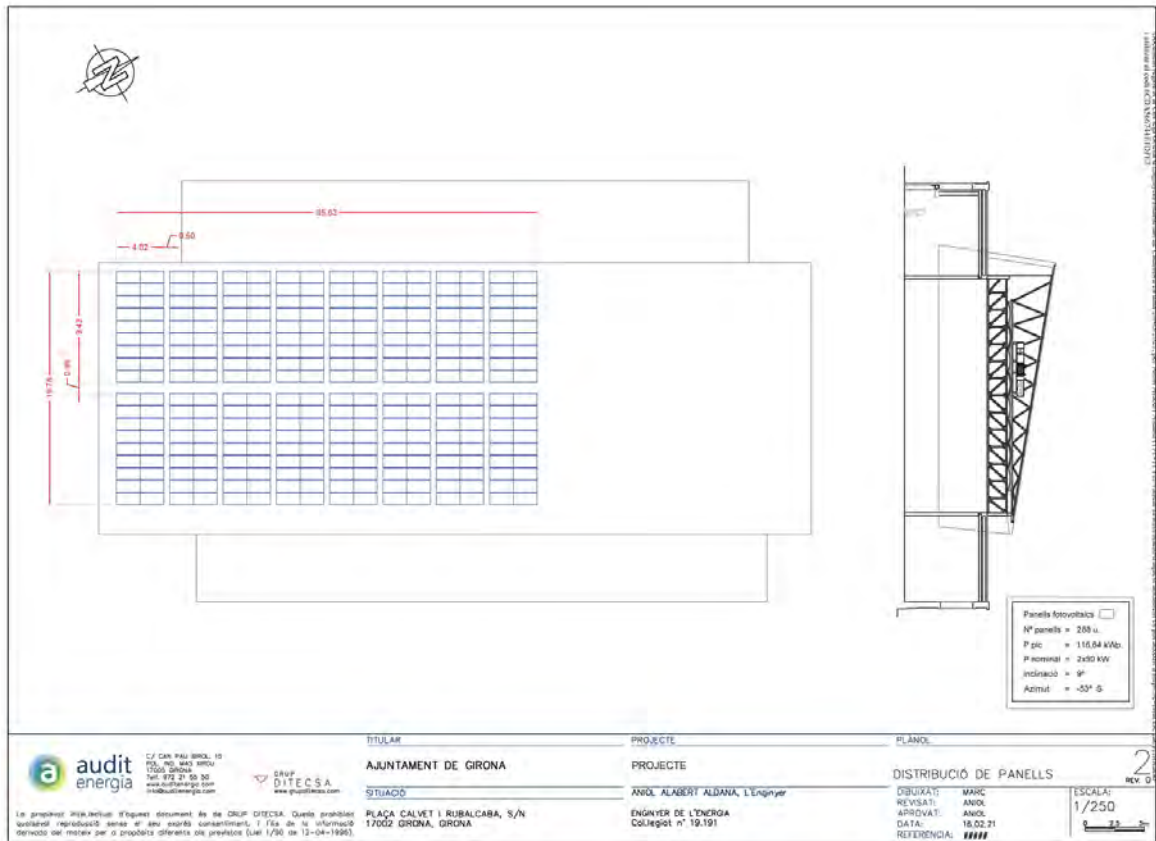 4.02
0.50
9.43
19.78
Panells fotovoltaics
Nº panells = 288 u.
P pic = 116,64 kWp.
P nominal = 2x50 kW
Inclinació = 9º
Azimut = -53º S
audit
energia
C/ CAN PAU BIROL, 15
POL. IND. MAS XIRGU
17005 GIRONA
Telf. 972 21 55 50
www.auditenergia.com
info@auditenergia.com
GRUP
DITECSA
www.grupditecsa.com
La propietat intel.lectual d'aquest document és de GRUP DITECSA. Queda prohibida
qualsevol reproducció sense el seu exprés consentiment, i l'ús de la informació
derivada del mateix per a propòsits diferents als previstos (Llei 1/96 de 12-04-1996).
TITULAR
AJUNTAMENT DE GIRONA
SITUACIÓ
PLAÇA CALVET I RUBALCABA, S/N
17002 GIRONA, GIRONA
PROJECTE
PROJECTE
ANIOL ALABERT ALDANA, L'Enginyer
ENGINYER DE L'ENERGIA
Col.legiat nº 19.191
PLÀNOL
DISTRIBUCIÓ DE PANELLS
2
REV. 0
DIBUIXAT: MARC
REVISAT: ANIOL
APROVAT: ANIOL
DATA: 16.02.21
REFERÈNCIA: #####
ESCALA:
1/250
0 2.5 5m